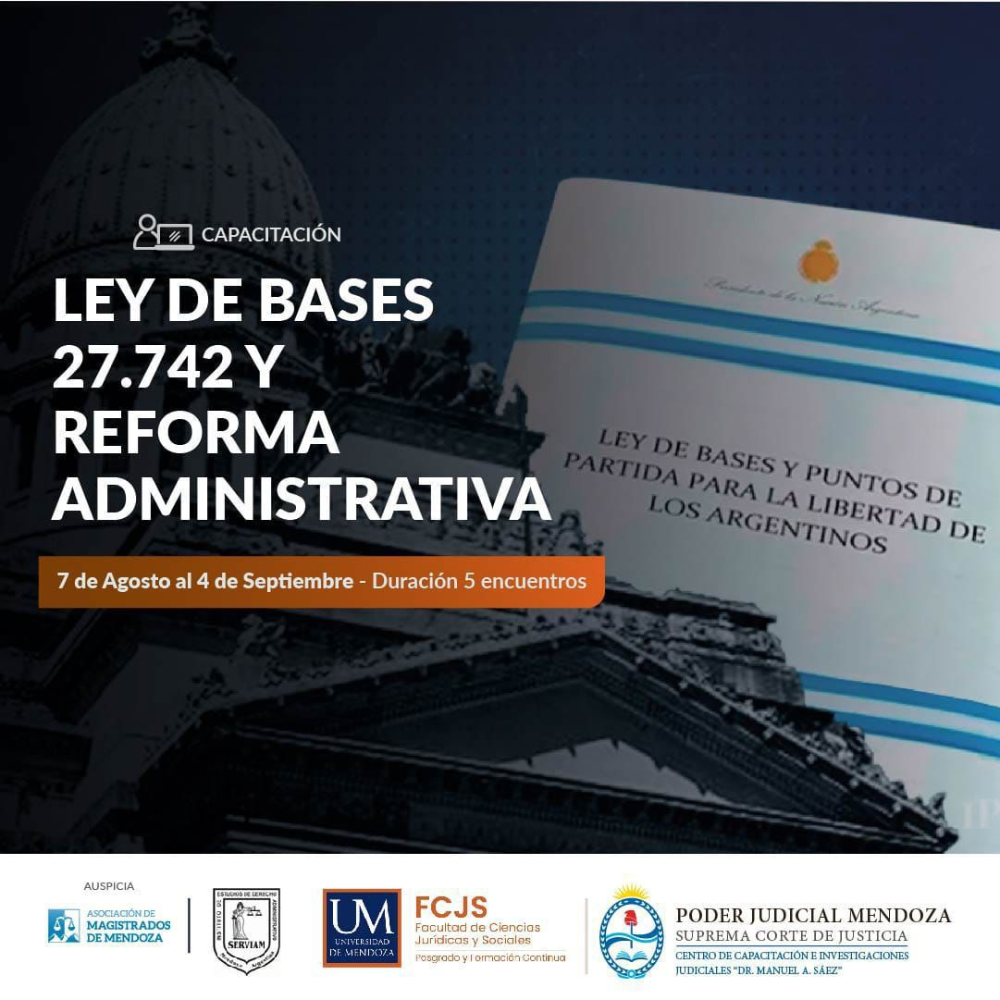 CAPACITACIÓN
LEY DE BASES
27.742 Y
REFORMA
ADMINISTRATIVA
7 de Agosto al 4 de Septiembre - Duración 5 encuentros
Presidente de la Nación Argentina
LEY DE BASES Y PUNTOS DE
PARTIDA PARA LA LIBERTAD DE
LOS ARGENTINOS
IP
AUSPICIA
ASOCIACIÓN DE
MAGISTRADOS
DE MENDOZA
INSTITUTO DE ESTUDIOS DE DERECHO ADMINISTRATIVO
SERVIAM
Mendoza Argentina
UM
UNIVERSIDAD
DE MENDOZA
FCJS
Facultad de Ciencias
Jurídicas y Sociales
Posgrado y Formación Continua
PODER JUDICIAL MENDOZA
SUPREMA CORTE DE JUSTICIA
CENTRO DE CAPACITACIÓN E INVESTIGACIONES
JUDICIALES “DR. MANUEL A. SÁEZ”